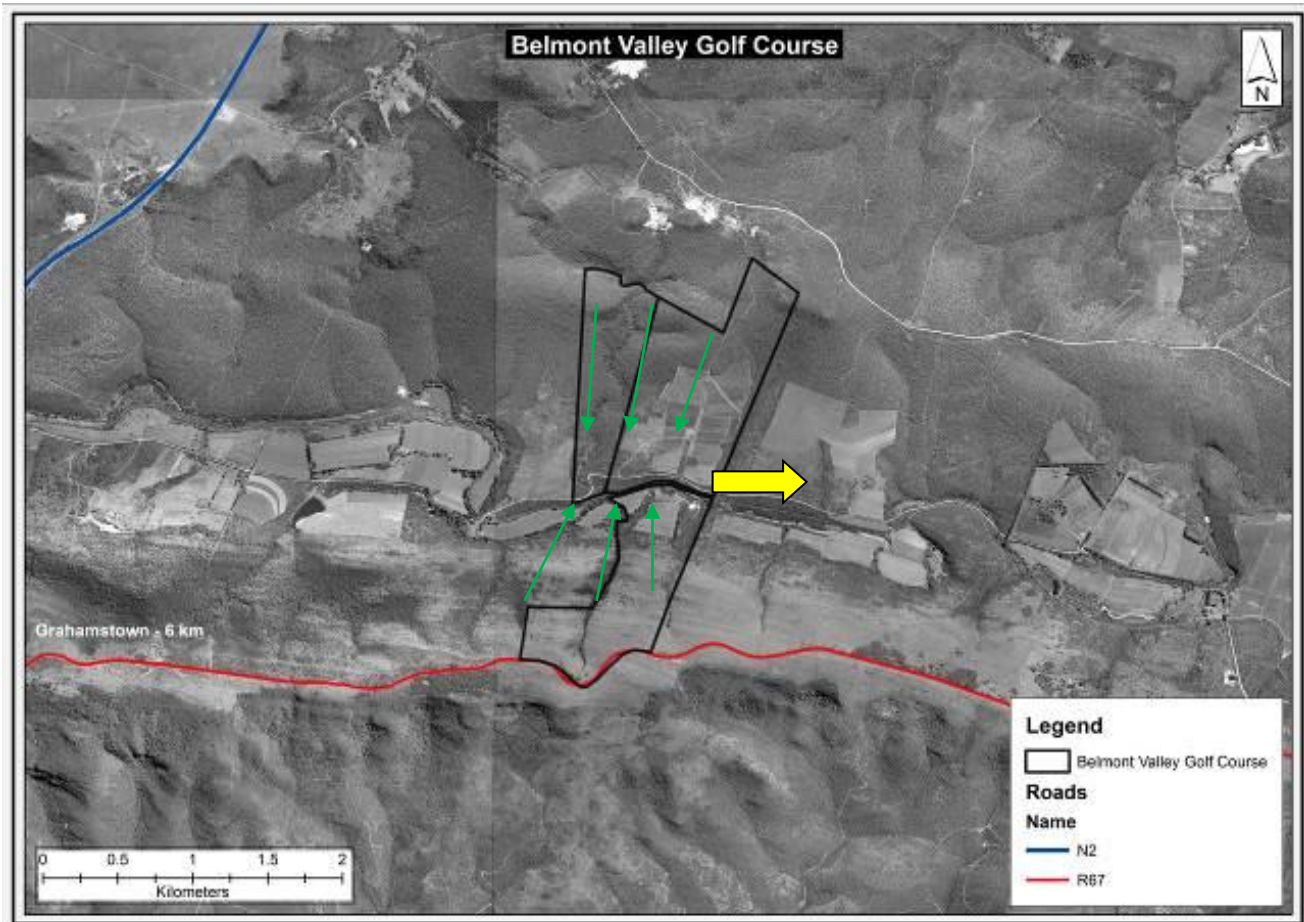 Belmont Valley Golf Course
N
Grahamstown - 6 km
Legend
Belmont Valley Golf Course
Roads
Name
N2
R67
0 0.5 1 1.5 2
Kilometers